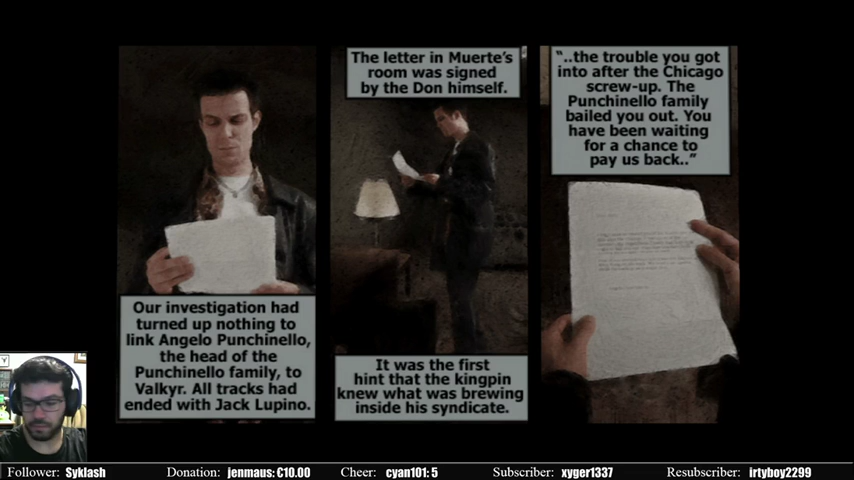 Our investigation had
turned up nothing to
link Angelo Punchinello,
the head of the
Punchinello family, to
Valkyr. All tracks had
ended with Jack Lupino.
The letter in Muerte's
room was signed
by the Don himself.
It was the first
hint that the kingpin
knew what was brewing
inside his syndicate.
"..the trouble you got
into after the Chicago
screw-up. The
Punchinello family
bailed you out. You
have been waiting
for a chance to
pay us back.."
Follower: Syklash Donation: jenmaus: €10.00 Cheer: cyan101: 5 Subscriber: xyger1337 Resubscriber: irtyboy2299